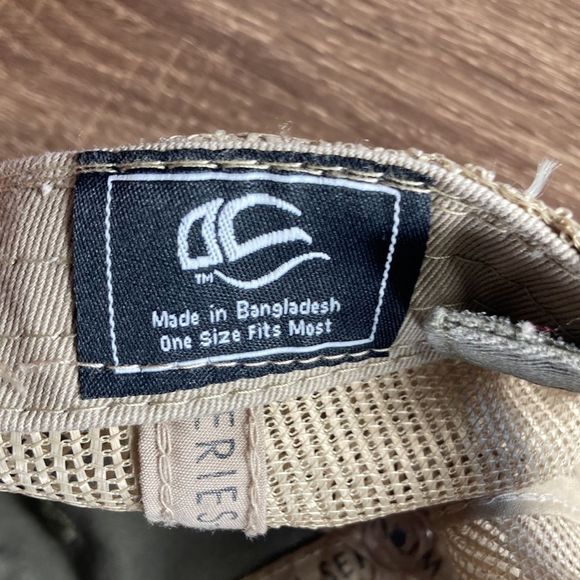 TM
Made in Bangladesh
One Size Fits Most
ERIES